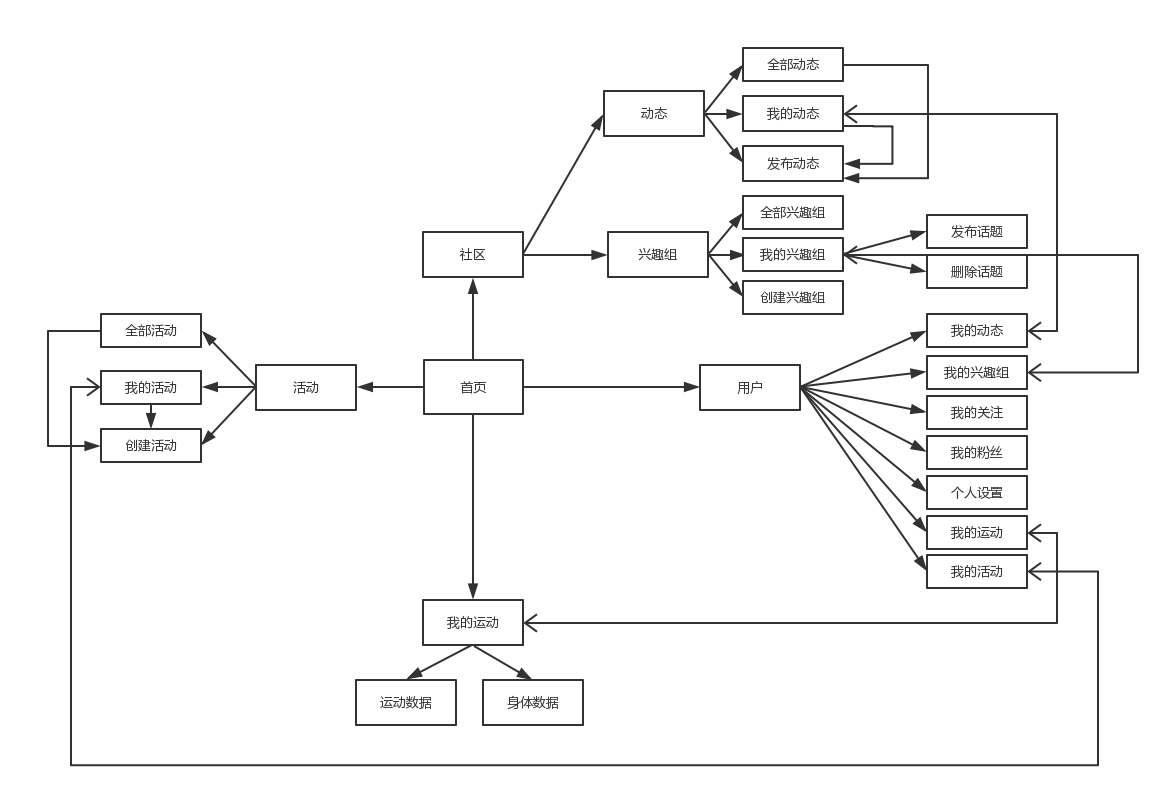 全部动态
我的动态
动态
发布动态
全部兴趣组
发布话题
社区
兴趣组
我的兴趣组
删除话题
创建兴趣组
全部活动
我的动态
我的兴趣组
我的活动
活动
首页
用户
我的关注
创建活动
我的粉丝
个人设置
我的运动
我的活动
我的运动
运动数据
身体数据